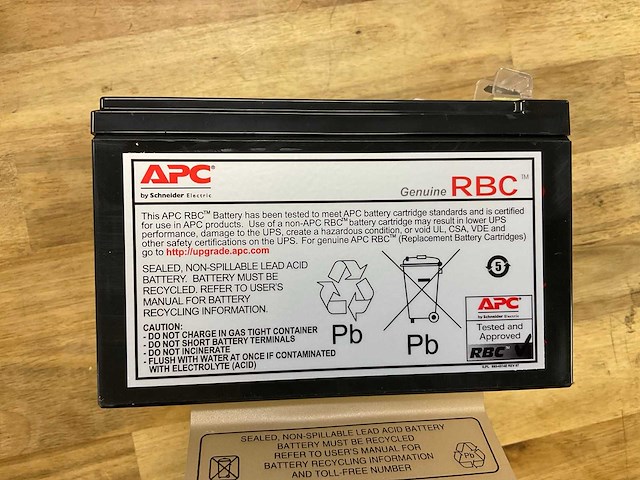 APC
by Schneider Electric
Genuine RBC™
This APC RBC™ Battery has been tested to meet APC battery cartridge standards and is certified
for use in APC products. Use of a non-APC RBC™ battery may result in lower UPS
performance, damage to the UPS, create a hazardous condition, or void UL, CSA, VDE and
other safety certifications on the UPS. For genuine APC RBC™ (Replacement Battery Cartridges)
go to http://upgrade.apc.com
SEALED, NON-SPILLABLE LEAD ACID
BATTERY. BATTERY MUST BE
RECYCLED. REFER TO USER'S
MANUAL FOR BATTERY
RECYCLING INFORMATION.
CAUTION:
- DO NOT CHARGE IN GAS TIGHT CONTAINER
- DO NOT SHORT BATTERY TERMINALS
- DO NOT INCINERATE
- FLUSH WITH WATER AT ONCE IF CONTAMINATED
WITH ELECTROLYTE (ACID)
Pb
Pb
5
APC
by Schneider Electric
Tested and
Approved
RBC™
SEALED, NON-SPILLABLE LEAD ACID BATTERY
BATTERY MUST BE RECYCLED
REFER TO USER'S MANUAL FOR
BATTERY RECYCLING INFORMATION
AND TOLL-FREE NUMBER
Pb